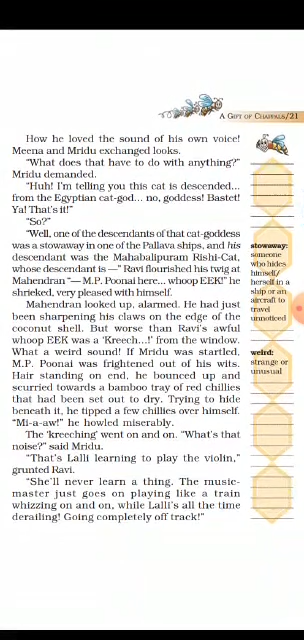 A GIFT OF CHAPPALS/21
How he loved the sound of his own voice!
Meena and Mridu exchanged looks.
"What does that have to do with anything?"
Mridu demanded.
"Huh! I'm telling you this cat is descended...
from the Egyptian cat-god... no, goddess! Bastet!
Ya! That's it!"
"So?"
"Well, one of the descendants of that cat-goddess
was a stowaway in one of the Pallava ships, and his
descendant was the Mahabalipuram Rishi-Cat,
whose descendant is —" Ravi flourished his twig at
Mahendran "— M.P. Poonai here... whoop EEK!" he
shrieked, very pleased with himself.
Mahendran looked up, alarmed. He had just
been sharpening his claws on the edge of the
coconut shell. But worse than Ravi's awful
whoop EEK was a 'Kreech...!' from the window.
What a weird sound! If Mridu was startled,
M.P. Poonai was frightened out of his wits.
Hair standing on end, he bounced up and
scurried towards a bamboo tray of red chillies
that had been set out to dry. Trying to hide
beneath it, he tipped a few chillies over himself.
"Mi-a-aw!" he howled miserably.
The 'kreeching' went on and on. "What's that
noise?" said Mridu.
"That's Lalli learning to play the violin,"
grunted Ravi.
"She'll never learn a thing. The music-
master just goes on playing like a train
whizzing on and on, while Lalli's all the time
derailing! Going completely off track!"
stowaway:
someone
who hides
himself/
herself in a
ship or an
aircraft to
travel
unnoticed
weird:
strange or
unusual